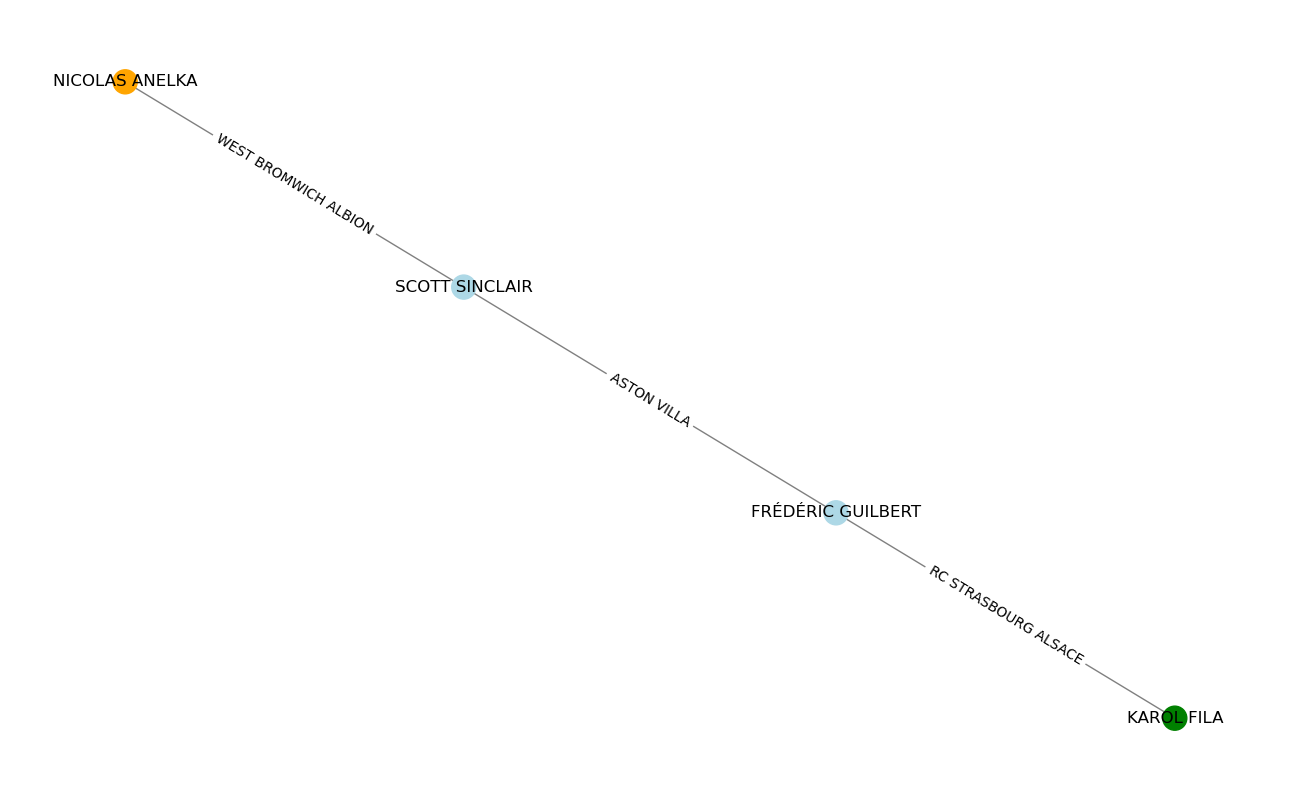 NICOLAS ANELKA
WEST BROMWICH ALBION
SCOTT SINCLAIR
ASTON VILLA
FRÉDÉRIC GUILBERT
RC STRASBOURG ALSACE
KAROL FILA